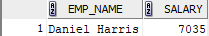 EMP_NAME SALARY
1 Daniel Harris 7035